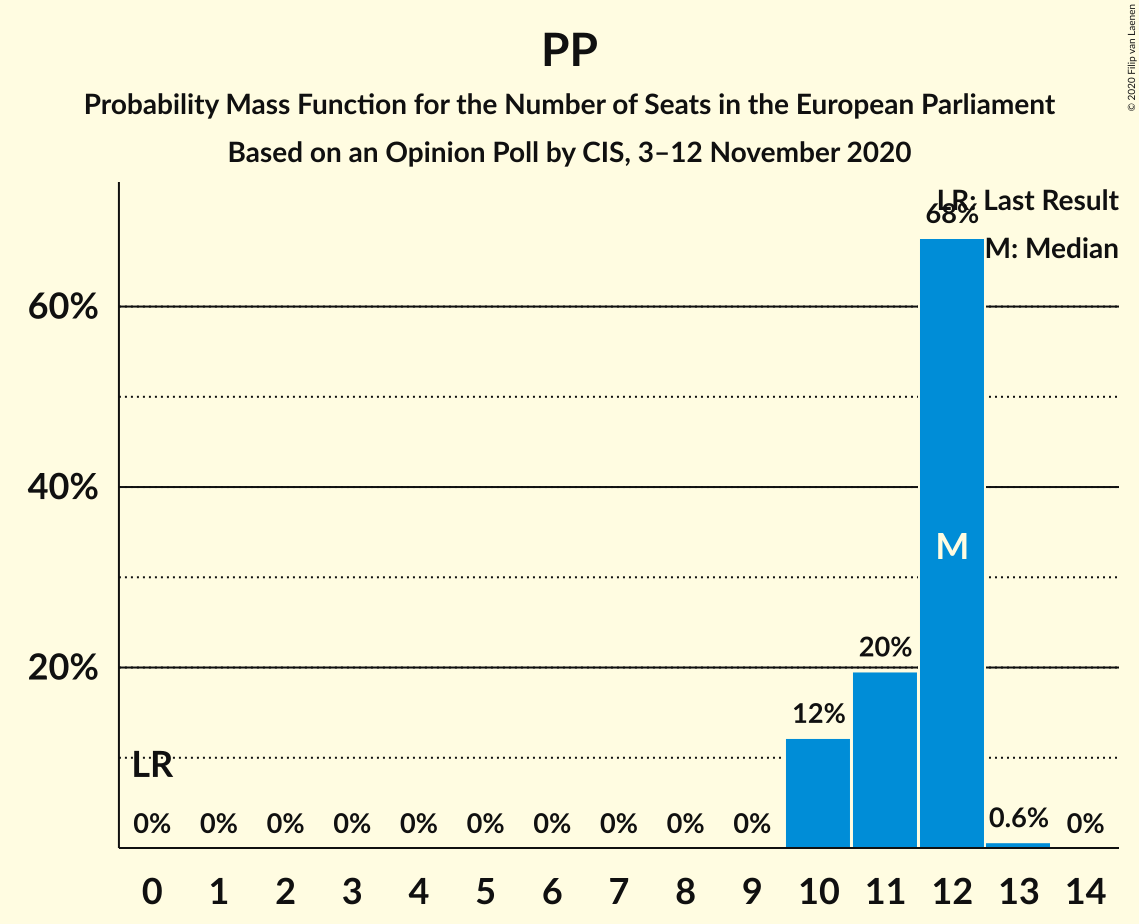 PP
Probability Mass Function for the Number of Seats in the European Parliament
Based on an Opinion Poll by CIS, 3–12 November 2020
© 2020 Filip van Laenen
LR: Last Result
M: Median
68%
60%
40%
M
20%
20%
12%
LR
0% 0% 0% 0% 0% 0% 0% 0% 0% 0% 0.6% 0%
0 1 2 3 4 5 6 7 8 9 10 11 12 13 14